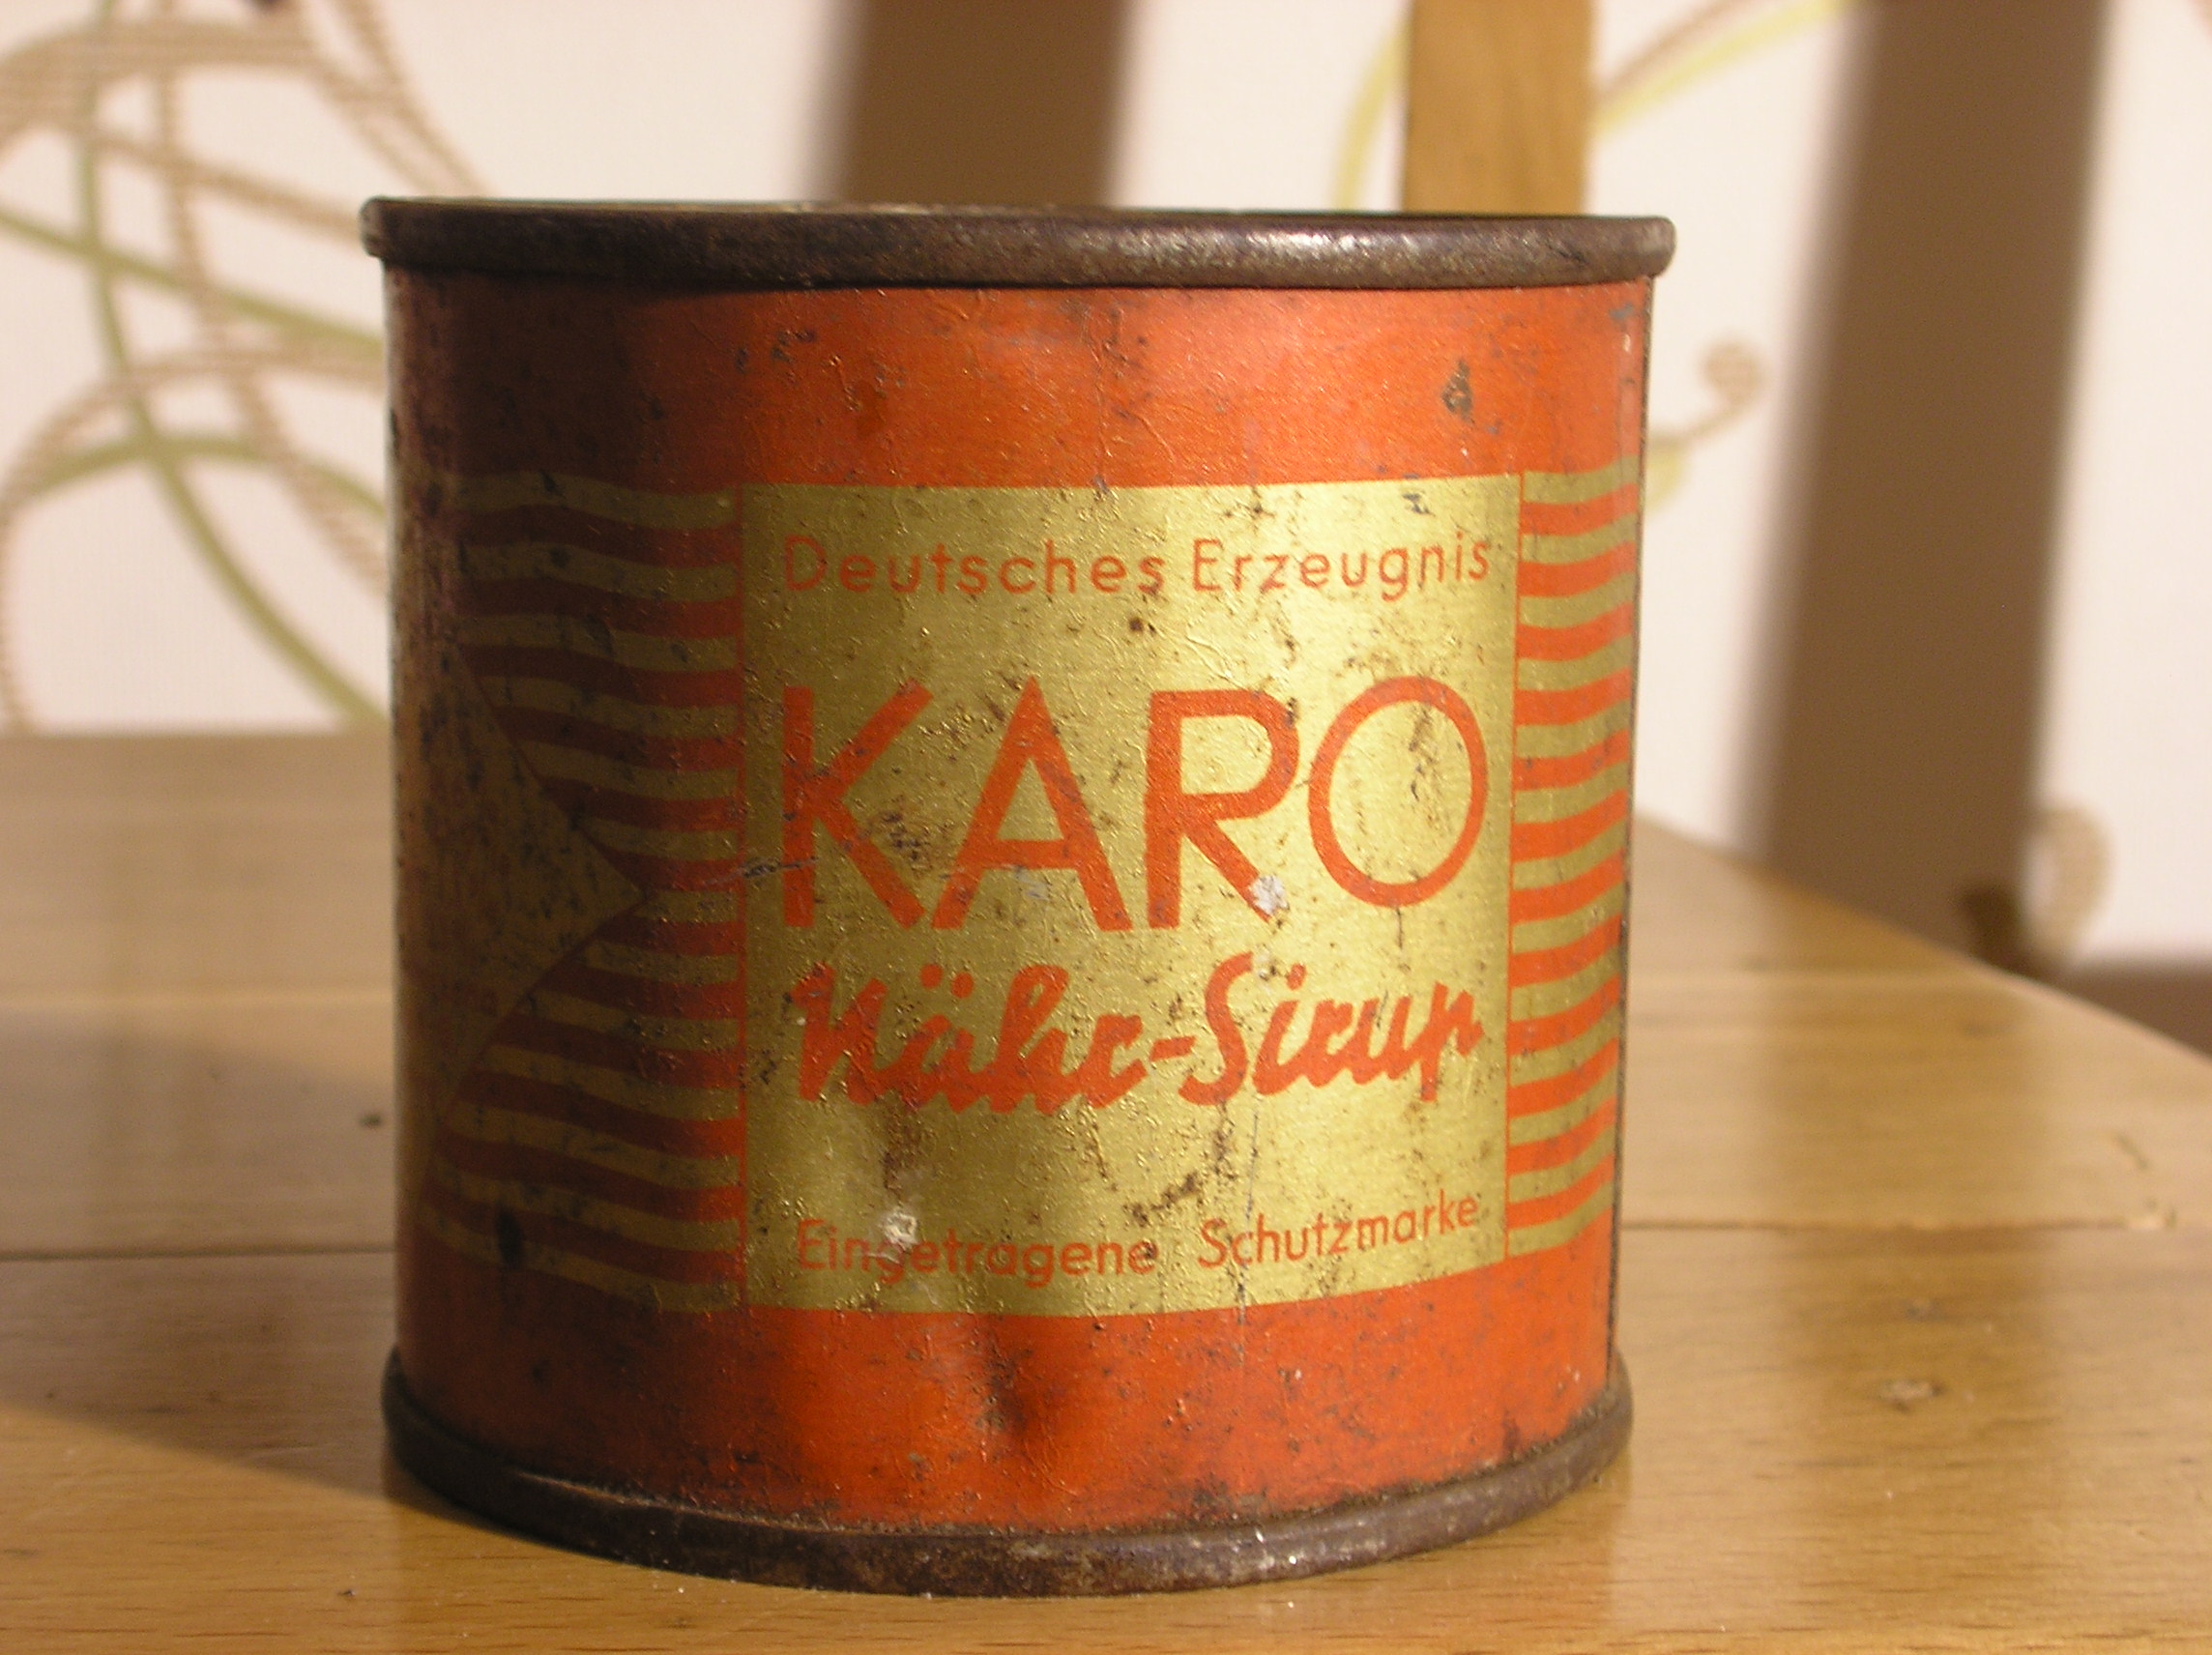 Deutsches Erzeugnis
KARO
Nähr-Sirup
Eingetragene Schutzmarke